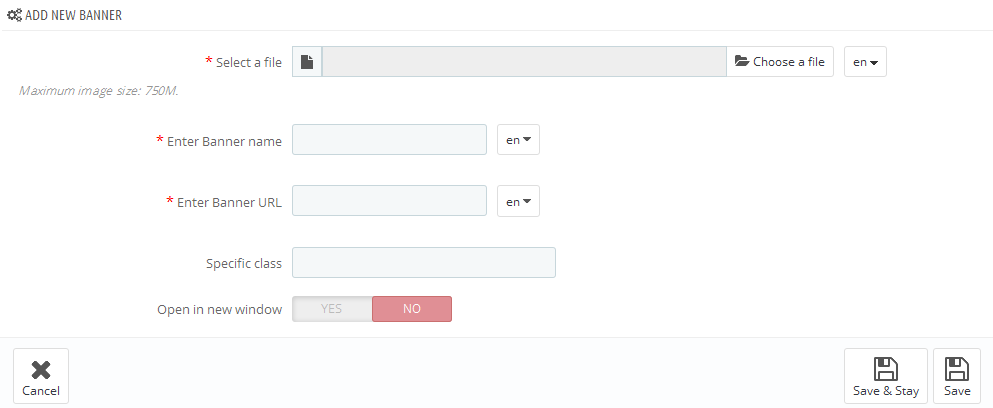 ADD NEW BANNER
* Select a file Choose a file en
Maximum image size: 750M.
* Enter Banner name en
* Enter Banner URL en
Specific class
Open in new window YES NO
Cancel Save & Stay Save